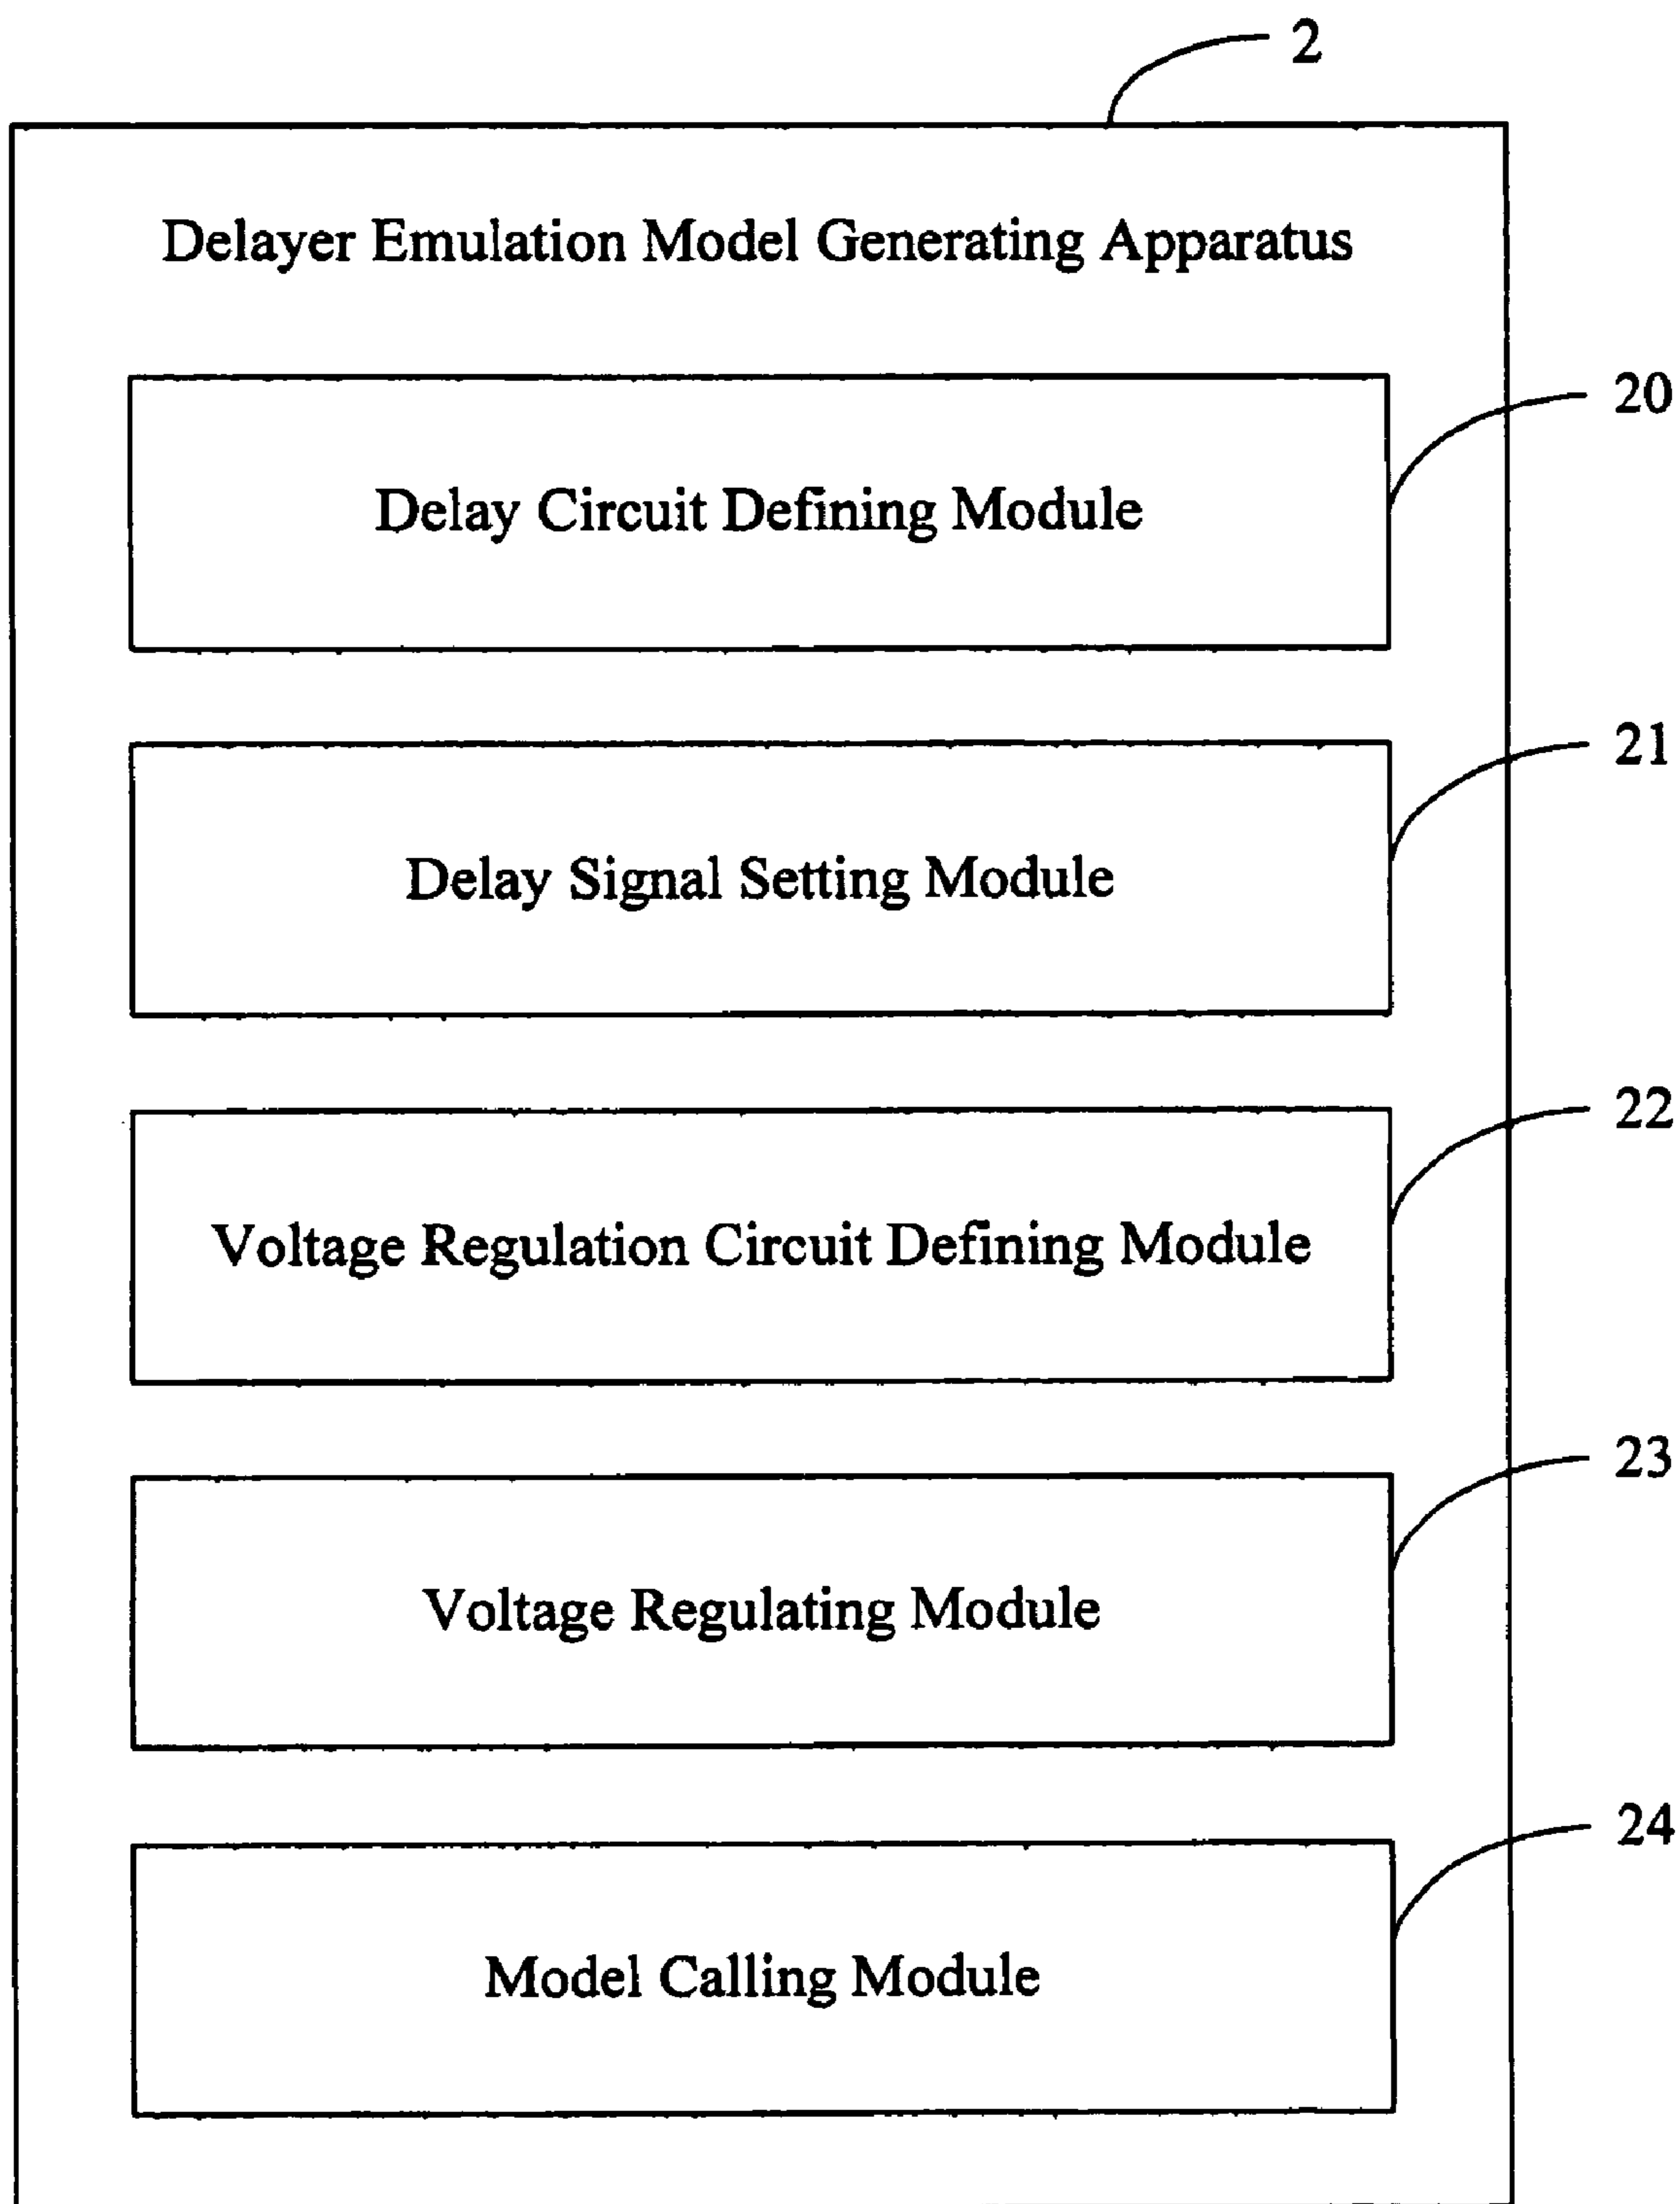 2
Delayer Emulation Model Generating Apparatus
20
Delay Circuit Defining Module
21
Delay Signal Setting Module
22
Voltage Regulation Circuit Defining Module
23
Voltage Regulating Module
24
Model Calling Module